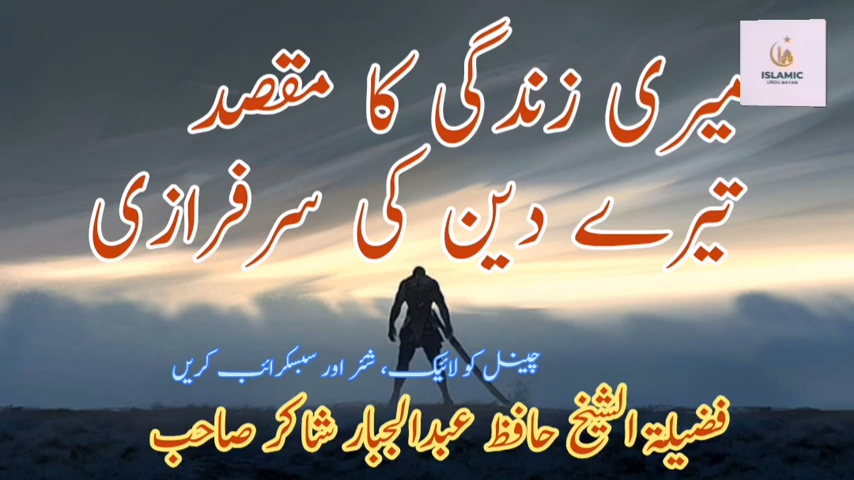 ISLAMIC
URDU BAYAN
میری زندگی کا مقصد
تیرے دین کی سرفرازی
چینل کو لائیک، شئر اور سبسکرائب کریں
فضیلۃ الشیخ حافظ عبدالجبار شاکر صاحب